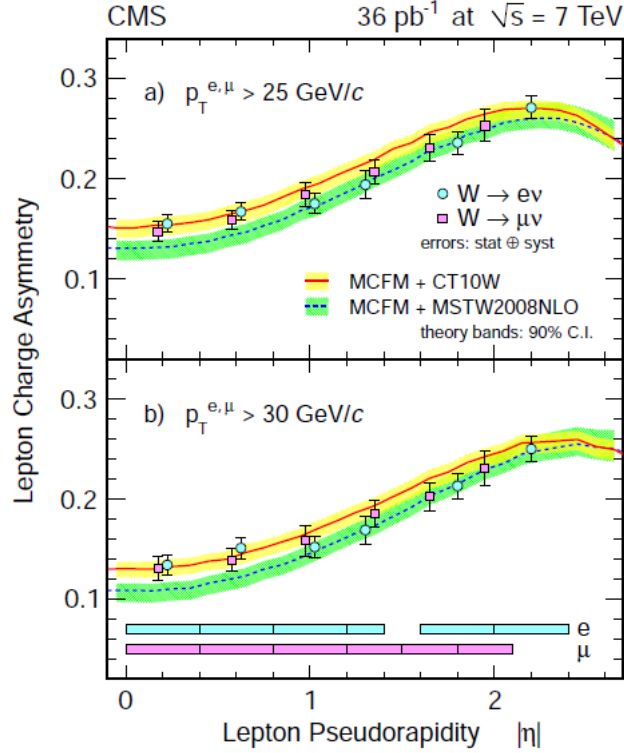 CMS 36 pb⁻¹ at √s = 7 TeV
Lepton Charge Asymmetry
0.3
0.2
0.1
a) p_T^{e,μ} > 25 GeV/c
W → eν
W → μν
errors: stat ⊕ syst
MCFM + CT10W
MCFM + MSTW2008NLO
theory bands: 90% C.I.
0.3
0.2
0.1
b) p_T^{e,μ} > 30 GeV/c
e
μ
0 1 2
Lepton Pseudorapidity |η|